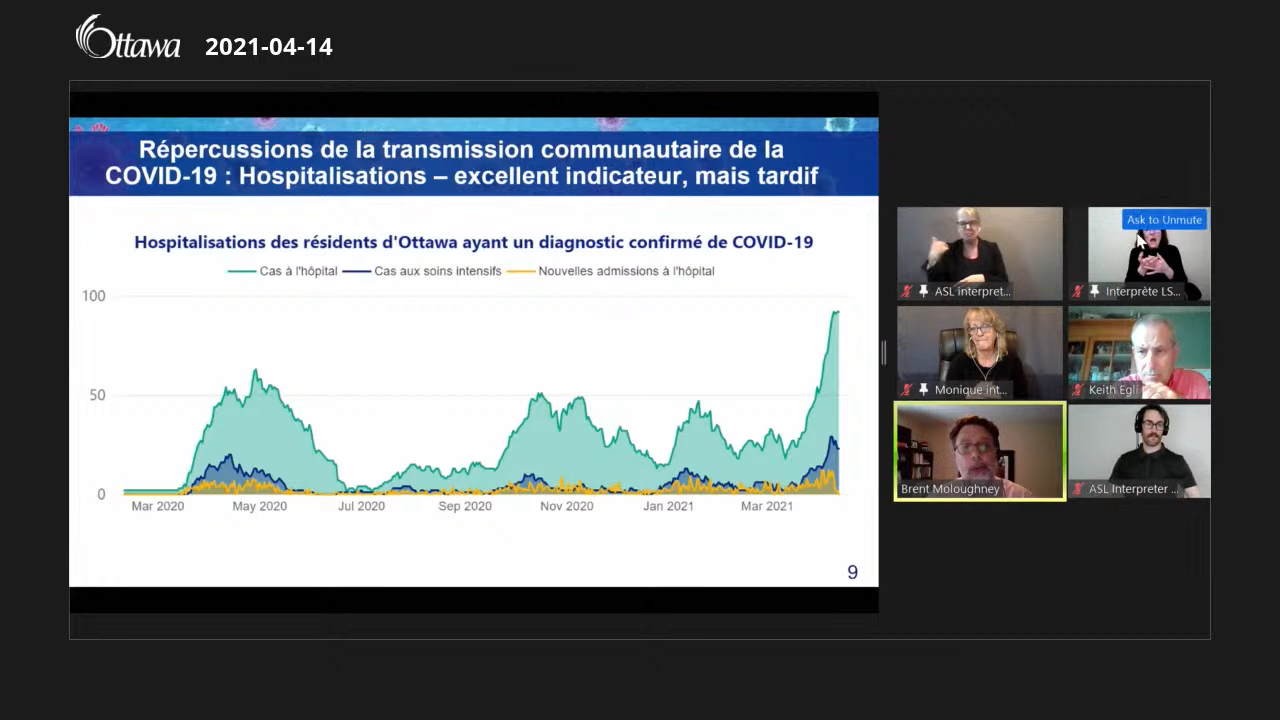 Ottawa 2021-04-14
Répercussions de la transmission communautaire de la
COVID-19 : Hospitalisations – excellent indicateur, mais tardif
Hospitalisations des résidents d'Ottawa ayant un diagnostic confirmé de COVID-19
Cas à l'hôpital Cas aux soins intensifs Nouvelles admissions à l'hôpital
100
50
0
Mar 2020 May 2020 Jul 2020 Sep 2020 Nov 2020 Jan 2021 Mar 2021
9
Ask to Unmute
ASL interpret...
Interprète LS...
Monique int...
Keith Egli
Brent Moloughney
ASL Interpreter ...